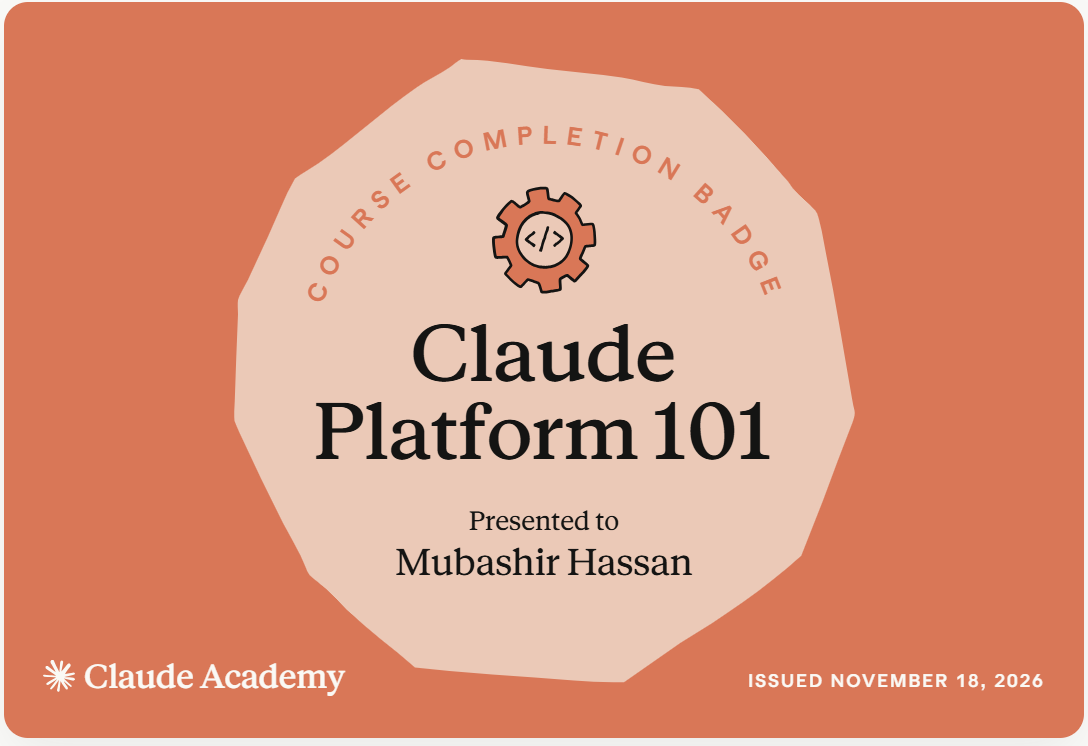 COURSE COMPLETION BADGE
</>
Claude
Platform 101
Presented to
Mubashir Hassan
Claude Academy
ISSUED NOVEMBER 18, 2026